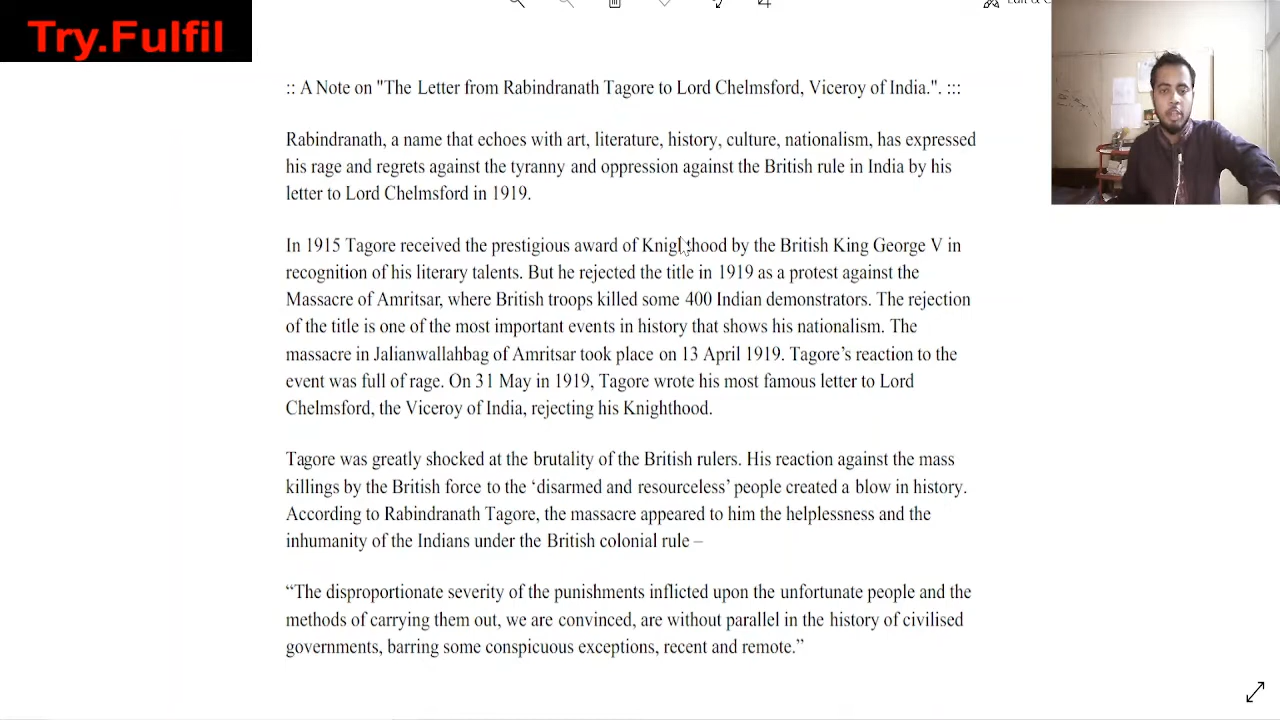 Try.Fulfil
:: A Note on "The Letter from Rabindranath Tagore to Lord Chelmsford, Viceroy of India.". :::
Rabindranath, a name that echoes with art, literature, history, culture, nationalism, has expressed
his rage and regrets against the tyranny and oppression against the British rule in India by his
letter to Lord Chelmsford in 1919.
In 1915 Tagore received the prestigious award of Knighthood by the British King George V in
recognition of his literary talents. But he rejected the title in 1919 as a protest against the
Massacre of Amritsar, where British troops killed some 400 Indian demonstrators. The rejection
of the title is one of the most important events in history that shows his nationalism. The
massacre in Jalianwallahbag of Amritsar took place on 13 April 1919. Tagore’s reaction to the
event was full of rage. On 31 May in 1919, Tagore wrote his most famous letter to Lord
Chelmsford, the Viceroy of India, rejecting his Knighthood.
Tagore was greatly shocked at the brutality of the British rulers. His reaction against the mass
killings by the British force to the ‘disarmed and resourceless’ people created a blow in history.
According to Rabindranath Tagore, the massacre appeared to him the helplessness and the
inhumanity of the Indians under the British colonial rule –
“The disproportionate severity of the punishments inflicted upon the unfortunate people and the
methods of carrying them out, we are convinced, are without parallel in the history of civilised
governments, barring some conspicuous exceptions, recent and remote.”